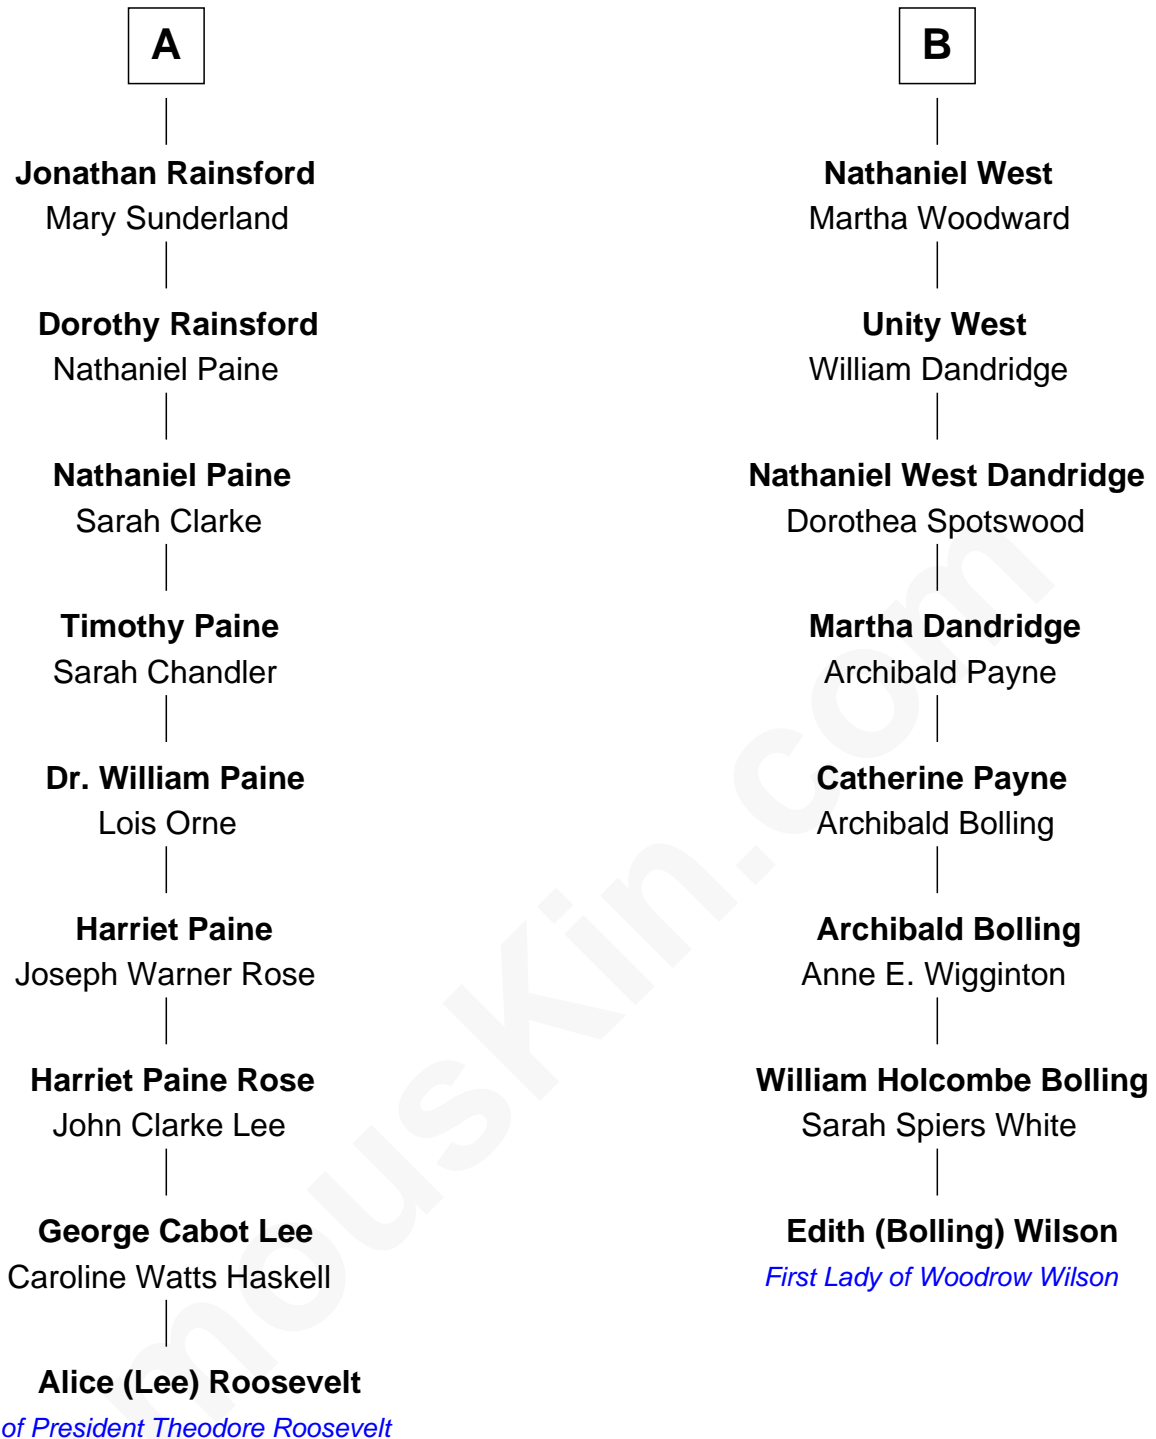 A
Jonathan Rainsford
Mary Sunderland
Dorothy Rainsford
Nathaniel Paine
Nathaniel Paine
Sarah Clarke
Timothy Paine
Sarah Chandler
Dr. William Paine
Lois Orne
Harriet Paine
Joseph Warner Rose
Harriet Paine Rose
John Clarke Lee
George Cabot Lee
Caroline Watts Haskell
Alice (Lee) Roosevelt
of President Theodore Roosevelt
B
Nathaniel West
Martha Woodward
Unity West
William Dandridge
Nathaniel West Dandridge
Dorothea Spotswood
Martha Dandridge
Archibald Payne
Catherine Payne
Archibald Bolling
Archibald Bolling
Anne E. Wigginton
William Holcombe Bolling
Sarah Spiers White
Edith (Bolling) Wilson
First Lady of Woodrow Wilson
mousKin.com